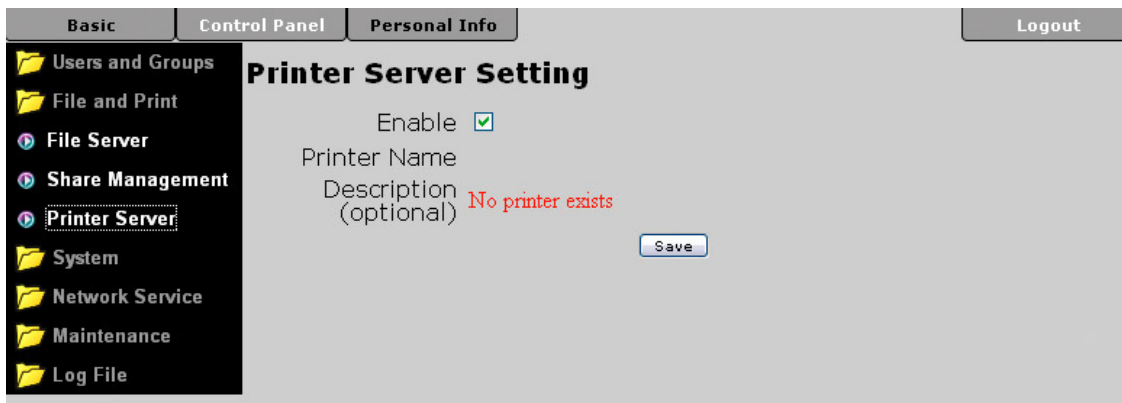 Basic
Control Panel
Personal Info
Logout
Users and Groups
File and Print
File Server
Share Management
Printer Server
System
Network Service
Maintenance
Log File
Printer Server Setting
Enable
Printer Name
Description
(optional)
No printer exists
Save